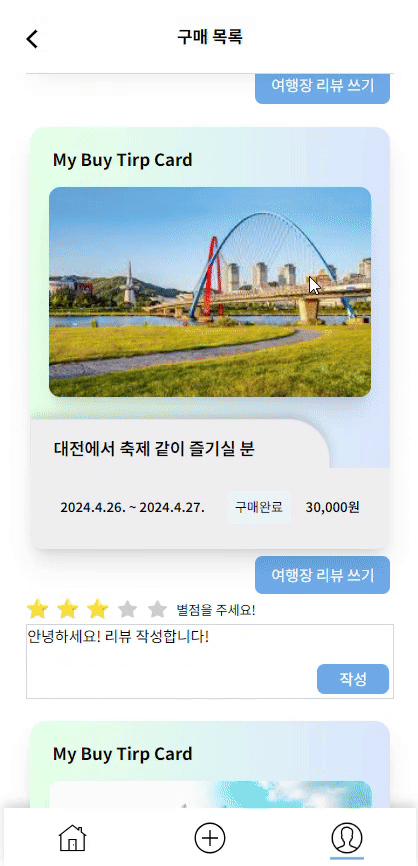 구매 목록
여행장 리뷰 쓰기
My Buy Tirp Card
대전에서 축제 같이 즐기실 분
2024.4.26. ~ 2024.4.27. 구매완료 30,000원
여행장 리뷰 쓰기
별점을 주세요!
안녕하세요! 리뷰 작성합니다!
작성
My Buy Tirp Card